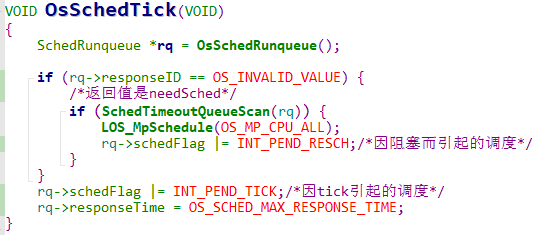 VOID OsSchedTick(VOID)
{
    SchedRunqueue *rq = OsSchedRunqueue();
    if (rq->responseID == OS_INVALID_VALUE) {
        /*返回值是needSched*/
        if (SchedTimeoutQueueScan(rq)) {
            LOS_MpSchedule(OS_MP_CPU_ALL);
            rq->schedFlag |= INT_PEND_RESCH;/*因阻塞而引起的调度*/
        }
    }
    rq->schedFlag |= INT_PEND_TICK;/*因tick引起的调度*/
    rq->responseTime = OS_SCHED_MAX_RESPONSE_TIME;
}